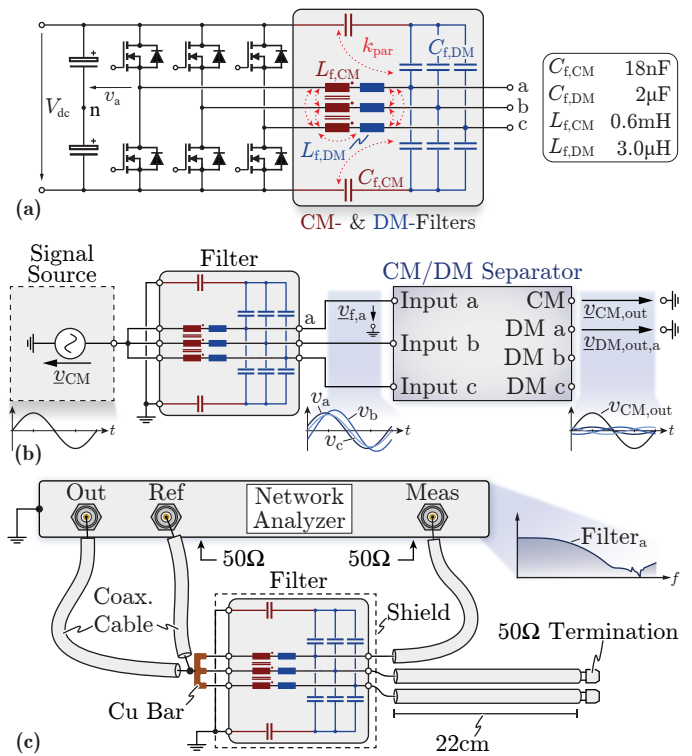 k_par
C_f,DM
L_f,CM
a
b
c
V_dc
n
v_a
L_f,DM
C_f,CM
C_f,CM 18nF
C_f,DM 2µF
L_f,CM 0.6mH
L_f,DM 3.0µH
(a)
CM- & DM-Filters
Signal
Source
Filter
CM/DM Separator
a
v_f,a
v_CM
Input a
Input b
Input c
CM
DM a
DM b
DM c
v_CM,out
v_DM,out,a
t
v_a
v_b
v_c
t
v_CM,out
t
(b)
Out
Ref
Network
Analyzer
Meas
50Ω
50Ω
Filter_a
f
Filter
Shield
Coax.
Cable
50Ω Termination
Cu Bar
22cm
(c)